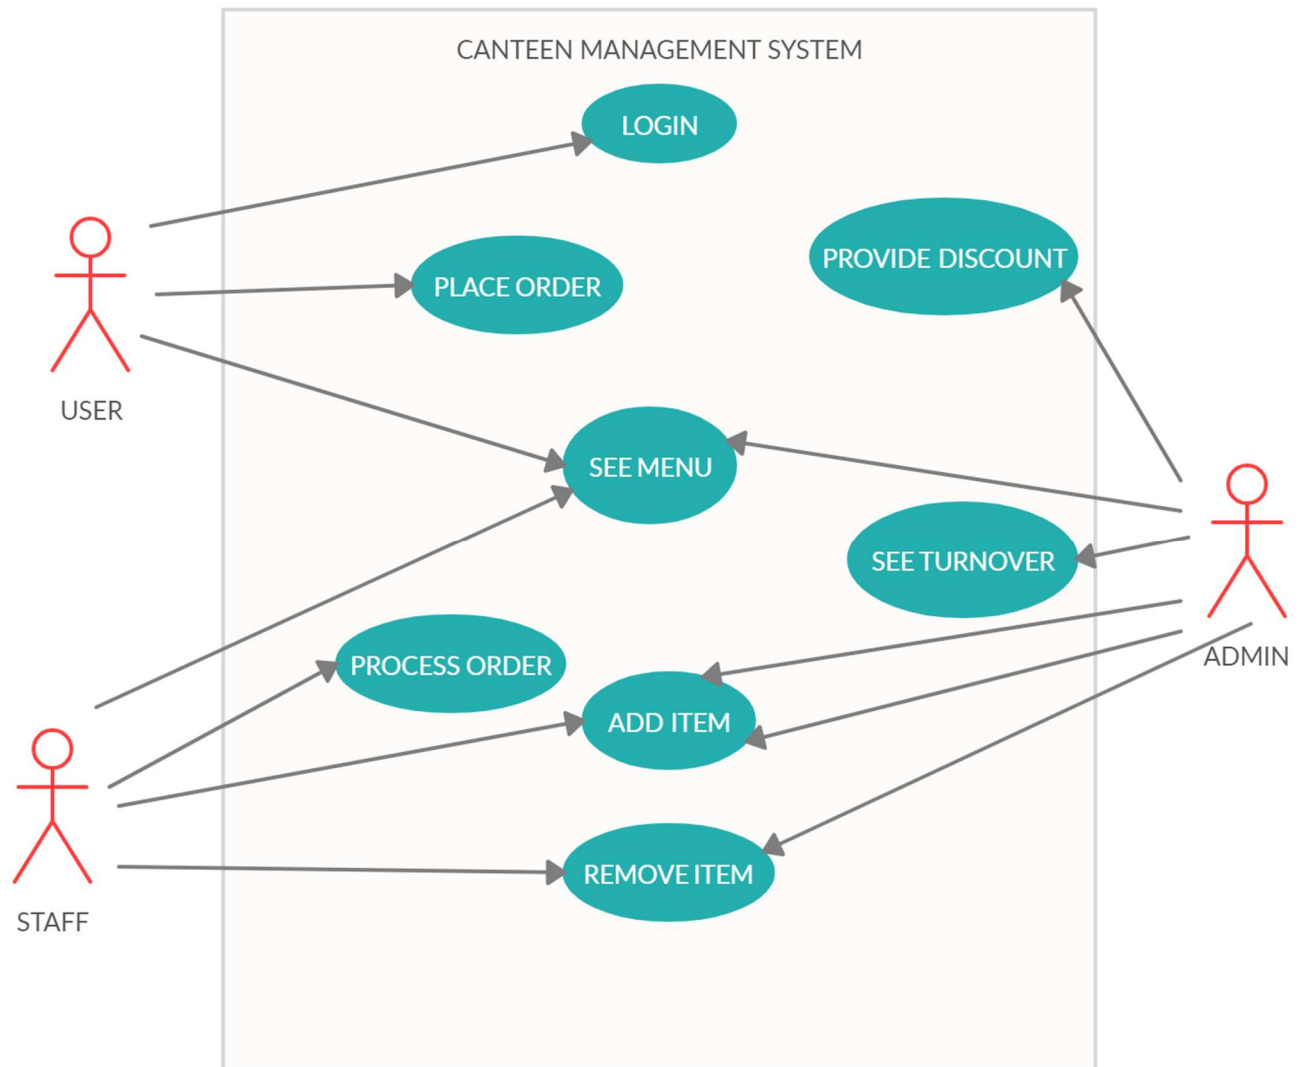 CANTEEN MANAGEMENT SYSTEM
LOGIN
PROVIDE DISCOUNT
PLACE ORDER
USER
SEE MENU
SEE TURNOVER
ADMIN
PROCESS ORDER
ADD ITEM
REMOVE ITEM
STAFF